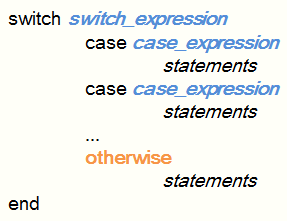 switch switch_expression
case case_expression
statements
case case_expression
statements
...
otherwise
statements
end